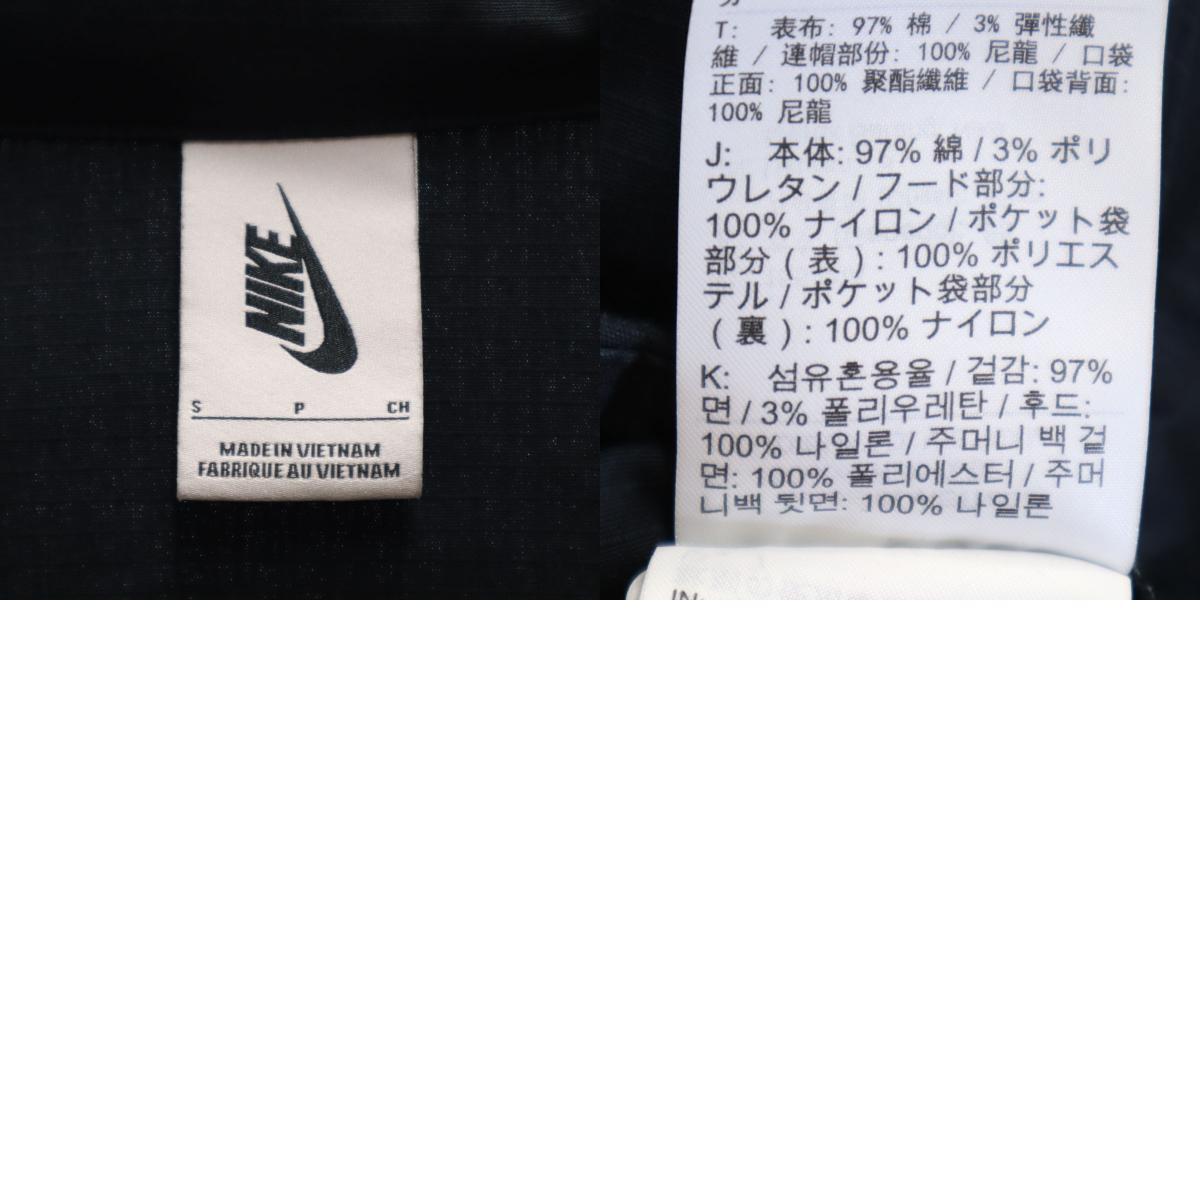 NIKE
S P CH
MADE IN VIETNAM
FABRIQUE AU VIETNAM
T: 表布: 97% 棉 / 3% 彈性纖
維 / 連帽部份: 100% 尼龍 / 口袋
正面: 100% 聚酯纖維 / 口袋背面:
100% 尼龍
J: 本体: 97% 綿 / 3% ポリ
ウレタン / フード部分:
100% ナイロン / ポケット袋
部分 ( 表 ) : 100% ポリエス
テル / ポケット袋部分
( 裏 ) : 100% ナイロン
K: 섬유혼용율 / 겉감: 97%
면 / 3% 폴리우레탄 / 후드:
100% 나일론 / 주머니 백 겉
면: 100% 폴리에스터 / 주머
니백 뒷면: 100% 나일론